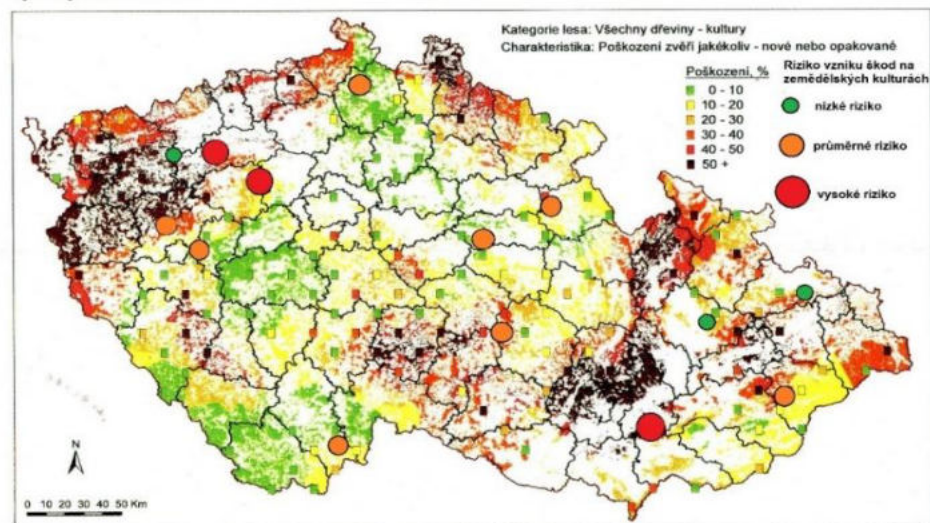 Kategorie lesa: Všechny dřeviny - kultury
Charakteristika: Poškození zvěří jakékoliv - nové nebo opakované
Poškození, %
0 - 10
10 - 20
20 - 30
30 - 40
40 - 50
50 +
Riziko vzniku škod na
zemědělských kulturách
nízké riziko
průměrné riziko
vysoké riziko
N
0 10 20 30 40 50 Km